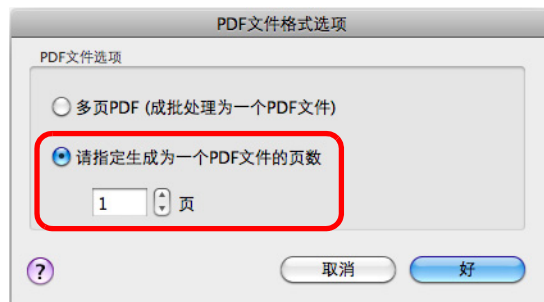 PDF文件格式选项
PDF文件选项
多页PDF (成批处理为一个PDF文件)
请指定生成为一个PDF文件的页数
1 页
? 取消 好